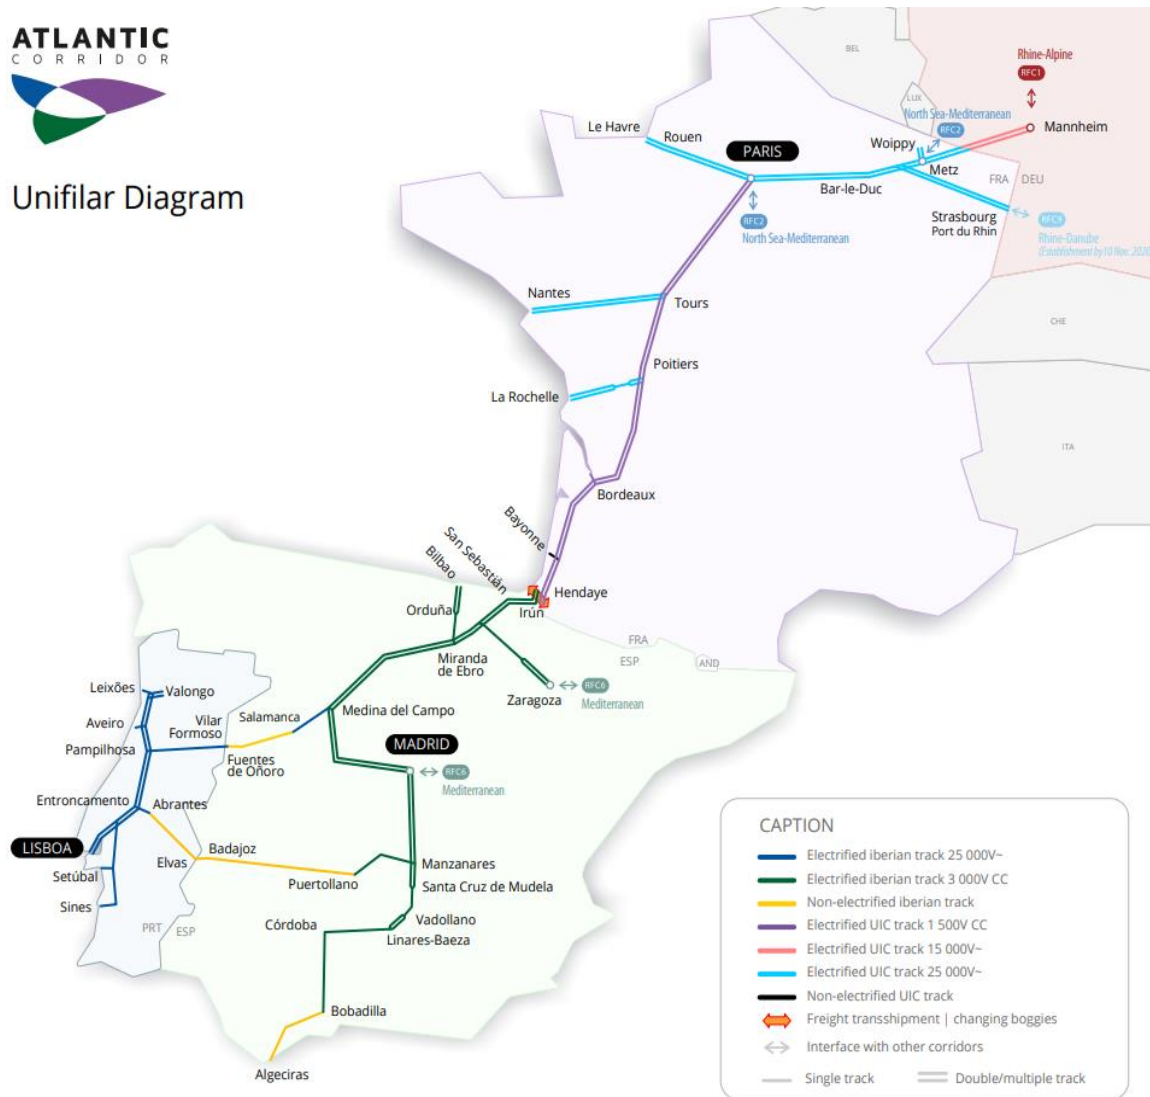 ATLANTIC
CORRIDOR
Unifilar Diagram
BEL
LUX
Rhine-Alpine
RFC1
North Sea-Mediterranean
RFC2
Mannheim
Le Havre
Rouen
PARIS
Woippy
Metz
Bar-le-Duc
FRA
DEU
RFC2
North Sea-Mediterranean
Strasbourg
Port du Rhin
RFC9
Rhine-Danube
(Establishment by 10 Nov. 2020)
Nantes
Tours
CHE
Poitiers
La Rochelle
ITA
Bordeaux
Bayonne
San Sebastián
Bilbao
Hendaye
Irún
Orduña
Miranda
de Ebro
FRA
ESP
AND
Zaragoza
RFC6
Mediterranean
Leixões
Valongo
Aveiro
Vilar
Formoso
Salamanca
Medina del Campo
Pampilhosa
Fuentes
de Oñoro
MADRID
RFC6
Mediterranean
Entroncamento
Abrantes
LISBOA
Elvas
Badajoz
Manzanares
Puertollano
Santa Cruz de Mudela
Setúbal
Sines
PRT
ESP
Córdoba
Vadollano
Linares-Baeza
Bobadilla
Algeciras
CAPTION
Electrified iberian track 25 000V~
Electrified iberian track 3 000V CC
Non-electrified iberian track
Electrified UIC track 1 500V CC
Electrified UIC track 15 000V~
Electrified UIC track 25 000V~
Non-electrified UIC track
Freight transshipment | changing boggies
Interface with other corridors
Single track
Double/multiple track